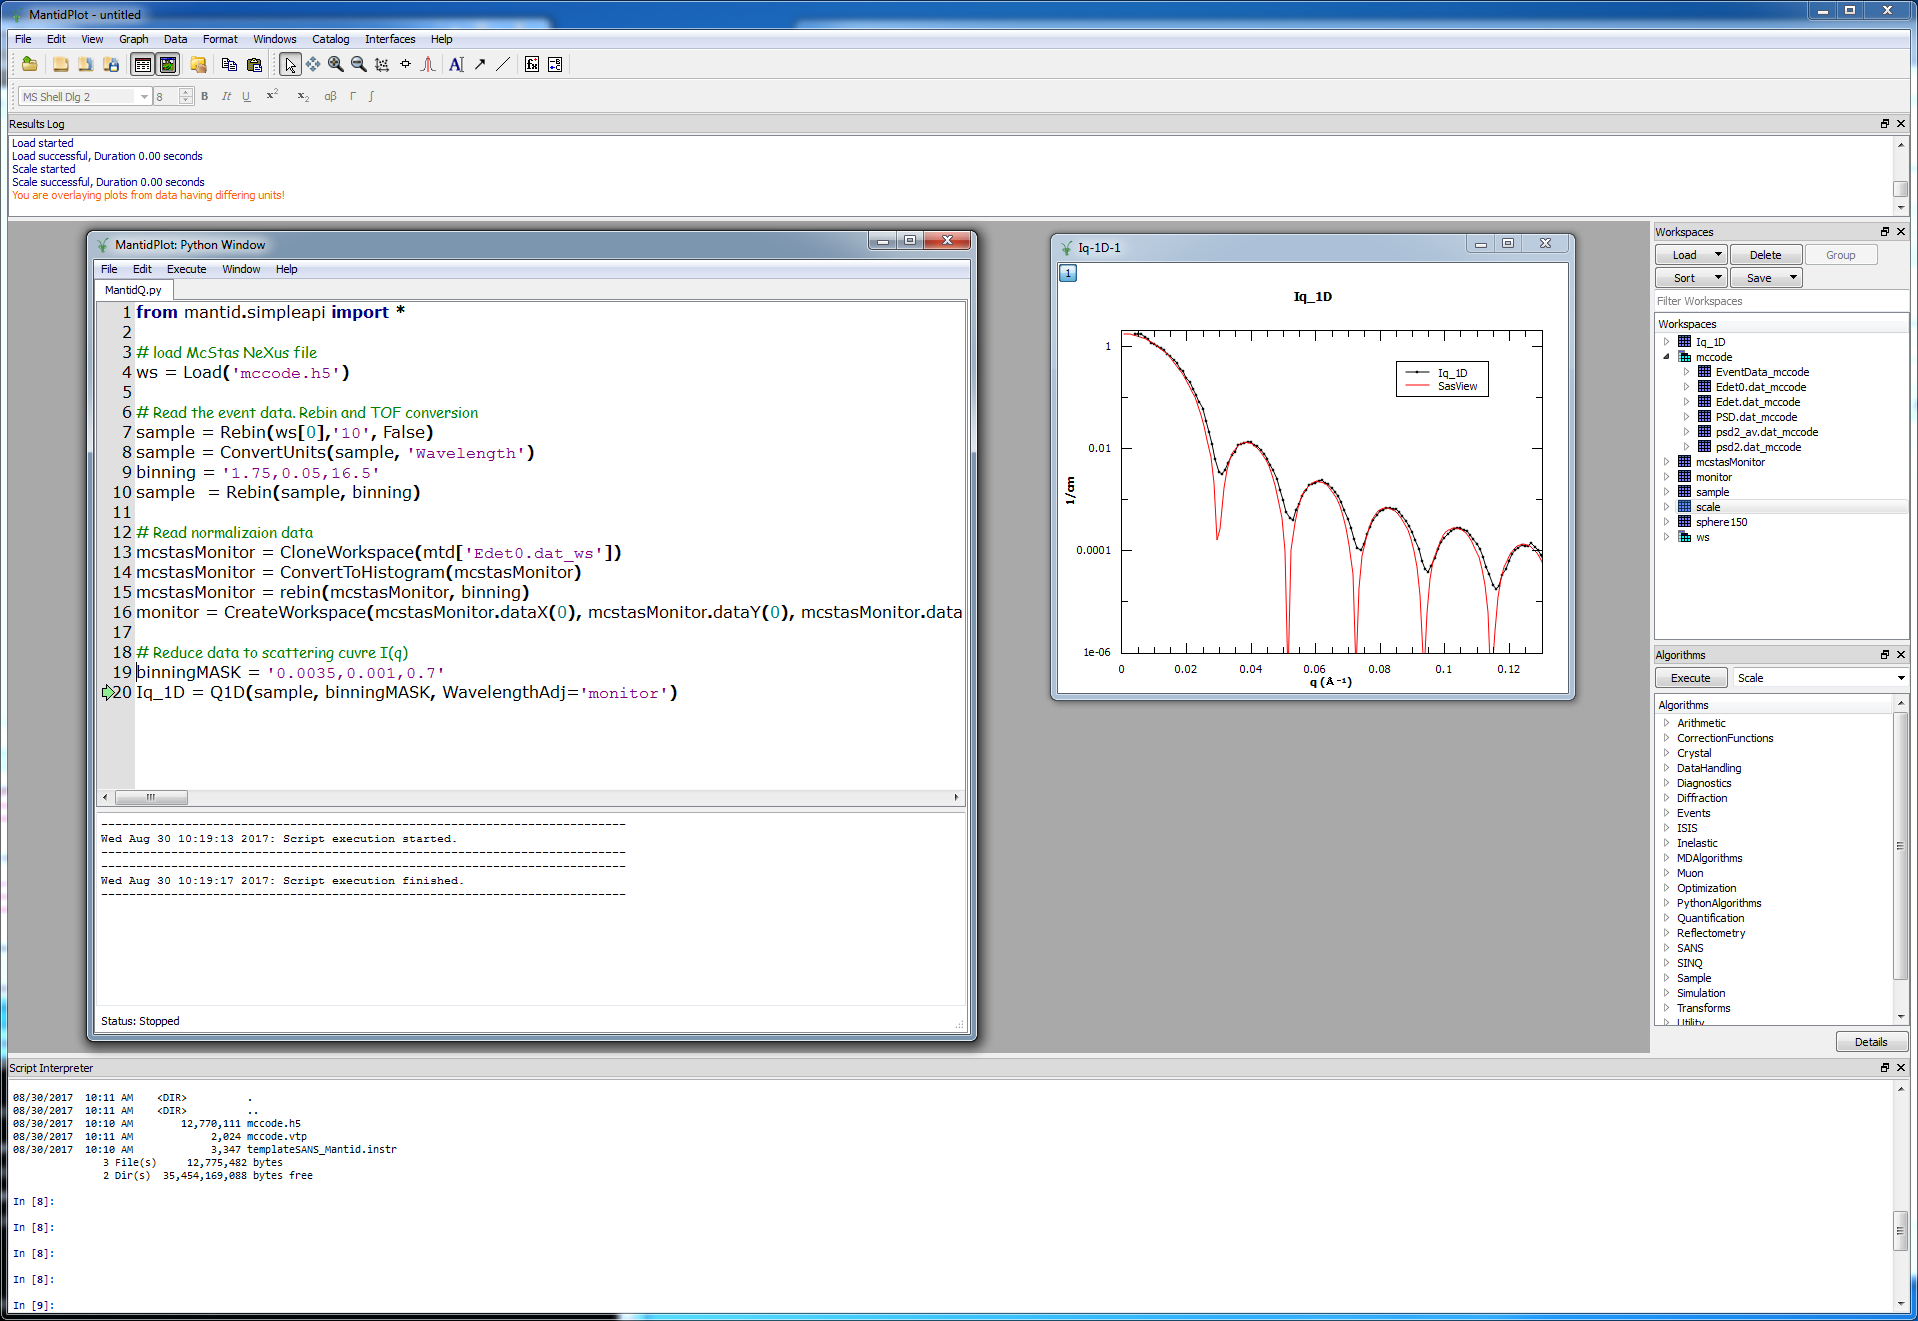 MantidPlot - untitled
File Edit View Graph Data Format Windows Catalog Interfaces Help
MS Shell Dlg 2 8 B It U x² x₂ αβ Γ ∫
Results Log
Load started
Load successful, Duration 0.00 seconds
Scale started
Scale successful, Duration 0.00 seconds
You are overlaying plots from data having differing units!
MantidPlot: Python Window
File Edit Execute Window Help
MantidQ.py
1 from mantid.simpleapi import *
2
3 # load McStas NeXus file
4 ws = Load('mccode.h5')
5
6 # Read the event data. Rebin and TOF conversion
7 sample = Rebin(ws[0],'10', False)
8 sample = ConvertUnits(sample, 'Wavelength')
9 binning = '1.75,0.05,16.5'
10 sample  = Rebin(sample, binning)
11
12 # Read normalizaion data
13 mcstasMonitor = CloneWorkspace(mtd['Edet0.dat_ws'])
14 mcstasMonitor = ConvertToHistogram(mcstasMonitor)
15 mcstasMonitor = rebin(mcstasMonitor, binning)
16 monitor = CreateWorkspace(mcstasMonitor.dataX(0), mcstasMonitor.dataY(0), mcstasMonitor.data
17
18 # Reduce data to scattering cuvre I(q)
19 binningMASK = '0.0035,0.001,0.7'
20 Iq_1D = Q1D(sample, binningMASK, WavelengthAdj='monitor')
--------------------------------------------------------------------------
Wed Aug 30 10:19:13 2017: Script execution started.
--------------------------------------------------------------------------
--------------------------------------------------------------------------
Wed Aug 30 10:19:17 2017: Script execution finished.
--------------------------------------------------------------------------
Status: Stopped
Iq-1D-1
1
Iq_1D
Iq_1D
SasView
1
0.01
0.0001
1e-06
1/cm
0 0.02 0.04 0.06 0.08 0.1 0.12
q (Å⁻¹)
Workspaces
Load Delete Group
Sort Save
Filter Workspaces
Workspaces
Iq_1D
mccode
EventData_mccode
Edet0.dat_mccode
Edet.dat_mccode
PSD.dat_mccode
psd2_av.dat_mccode
psd2.dat_mccode
mcstasMonitor
monitor
sample
scale
sphere150
ws
Algorithms
Execute Scale
Algorithms
Arithmetic
CorrectionFunctions
Crystal
DataHandling
Diagnostics
Diffraction
Events
ISIS
Inelastic
MDAlgorithms
Muon
Optimization
PythonAlgorithms
Quantification
Reflectometry
SANS
SINQ
Sample
Simulation
Transforms
Utility
Details
Script Interpreter
08/30/2017  10:11 AM    <DIR>          .
08/30/2017  10:11 AM    <DIR>          ..
08/30/2017  10:10 AM        12,770,111 mccode.h5
08/30/2017  10:11 AM             2,024 mccode.vtp
08/30/2017  10:10 AM             3,347 templateSANS_Mantid.instr
3 File(s)     12,775,482 bytes
2 Dir(s)  35,454,169,088 bytes free
In [8]:
In [8]:
In [8]:
In [8]:
In [9]: